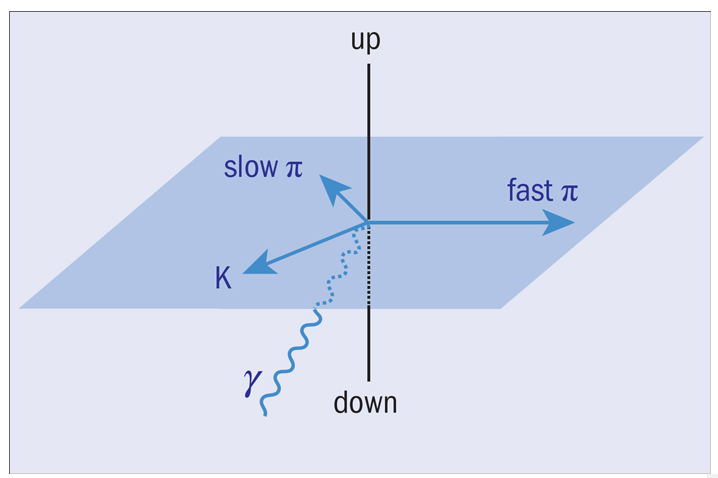 up
slow π
fast π
K
γ
down